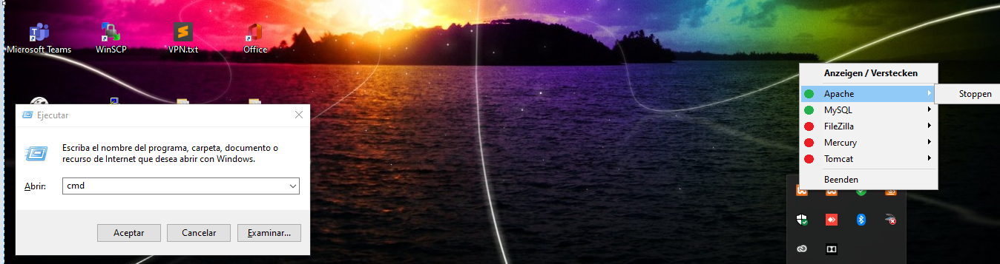 Microsoft Teams
WinSCP
VPN.txt
Office
Ejecutar
Escriba el nombre del programa, carpeta, documento o
recurso de Internet que desea abrir con Windows.
Abrir:
cmd
Aceptar
Cancelar
Examinar...
Anzeigen / Verstecken
Apache
Stoppen
MySQL
FileZilla
Mercury
Tomcat
Beenden